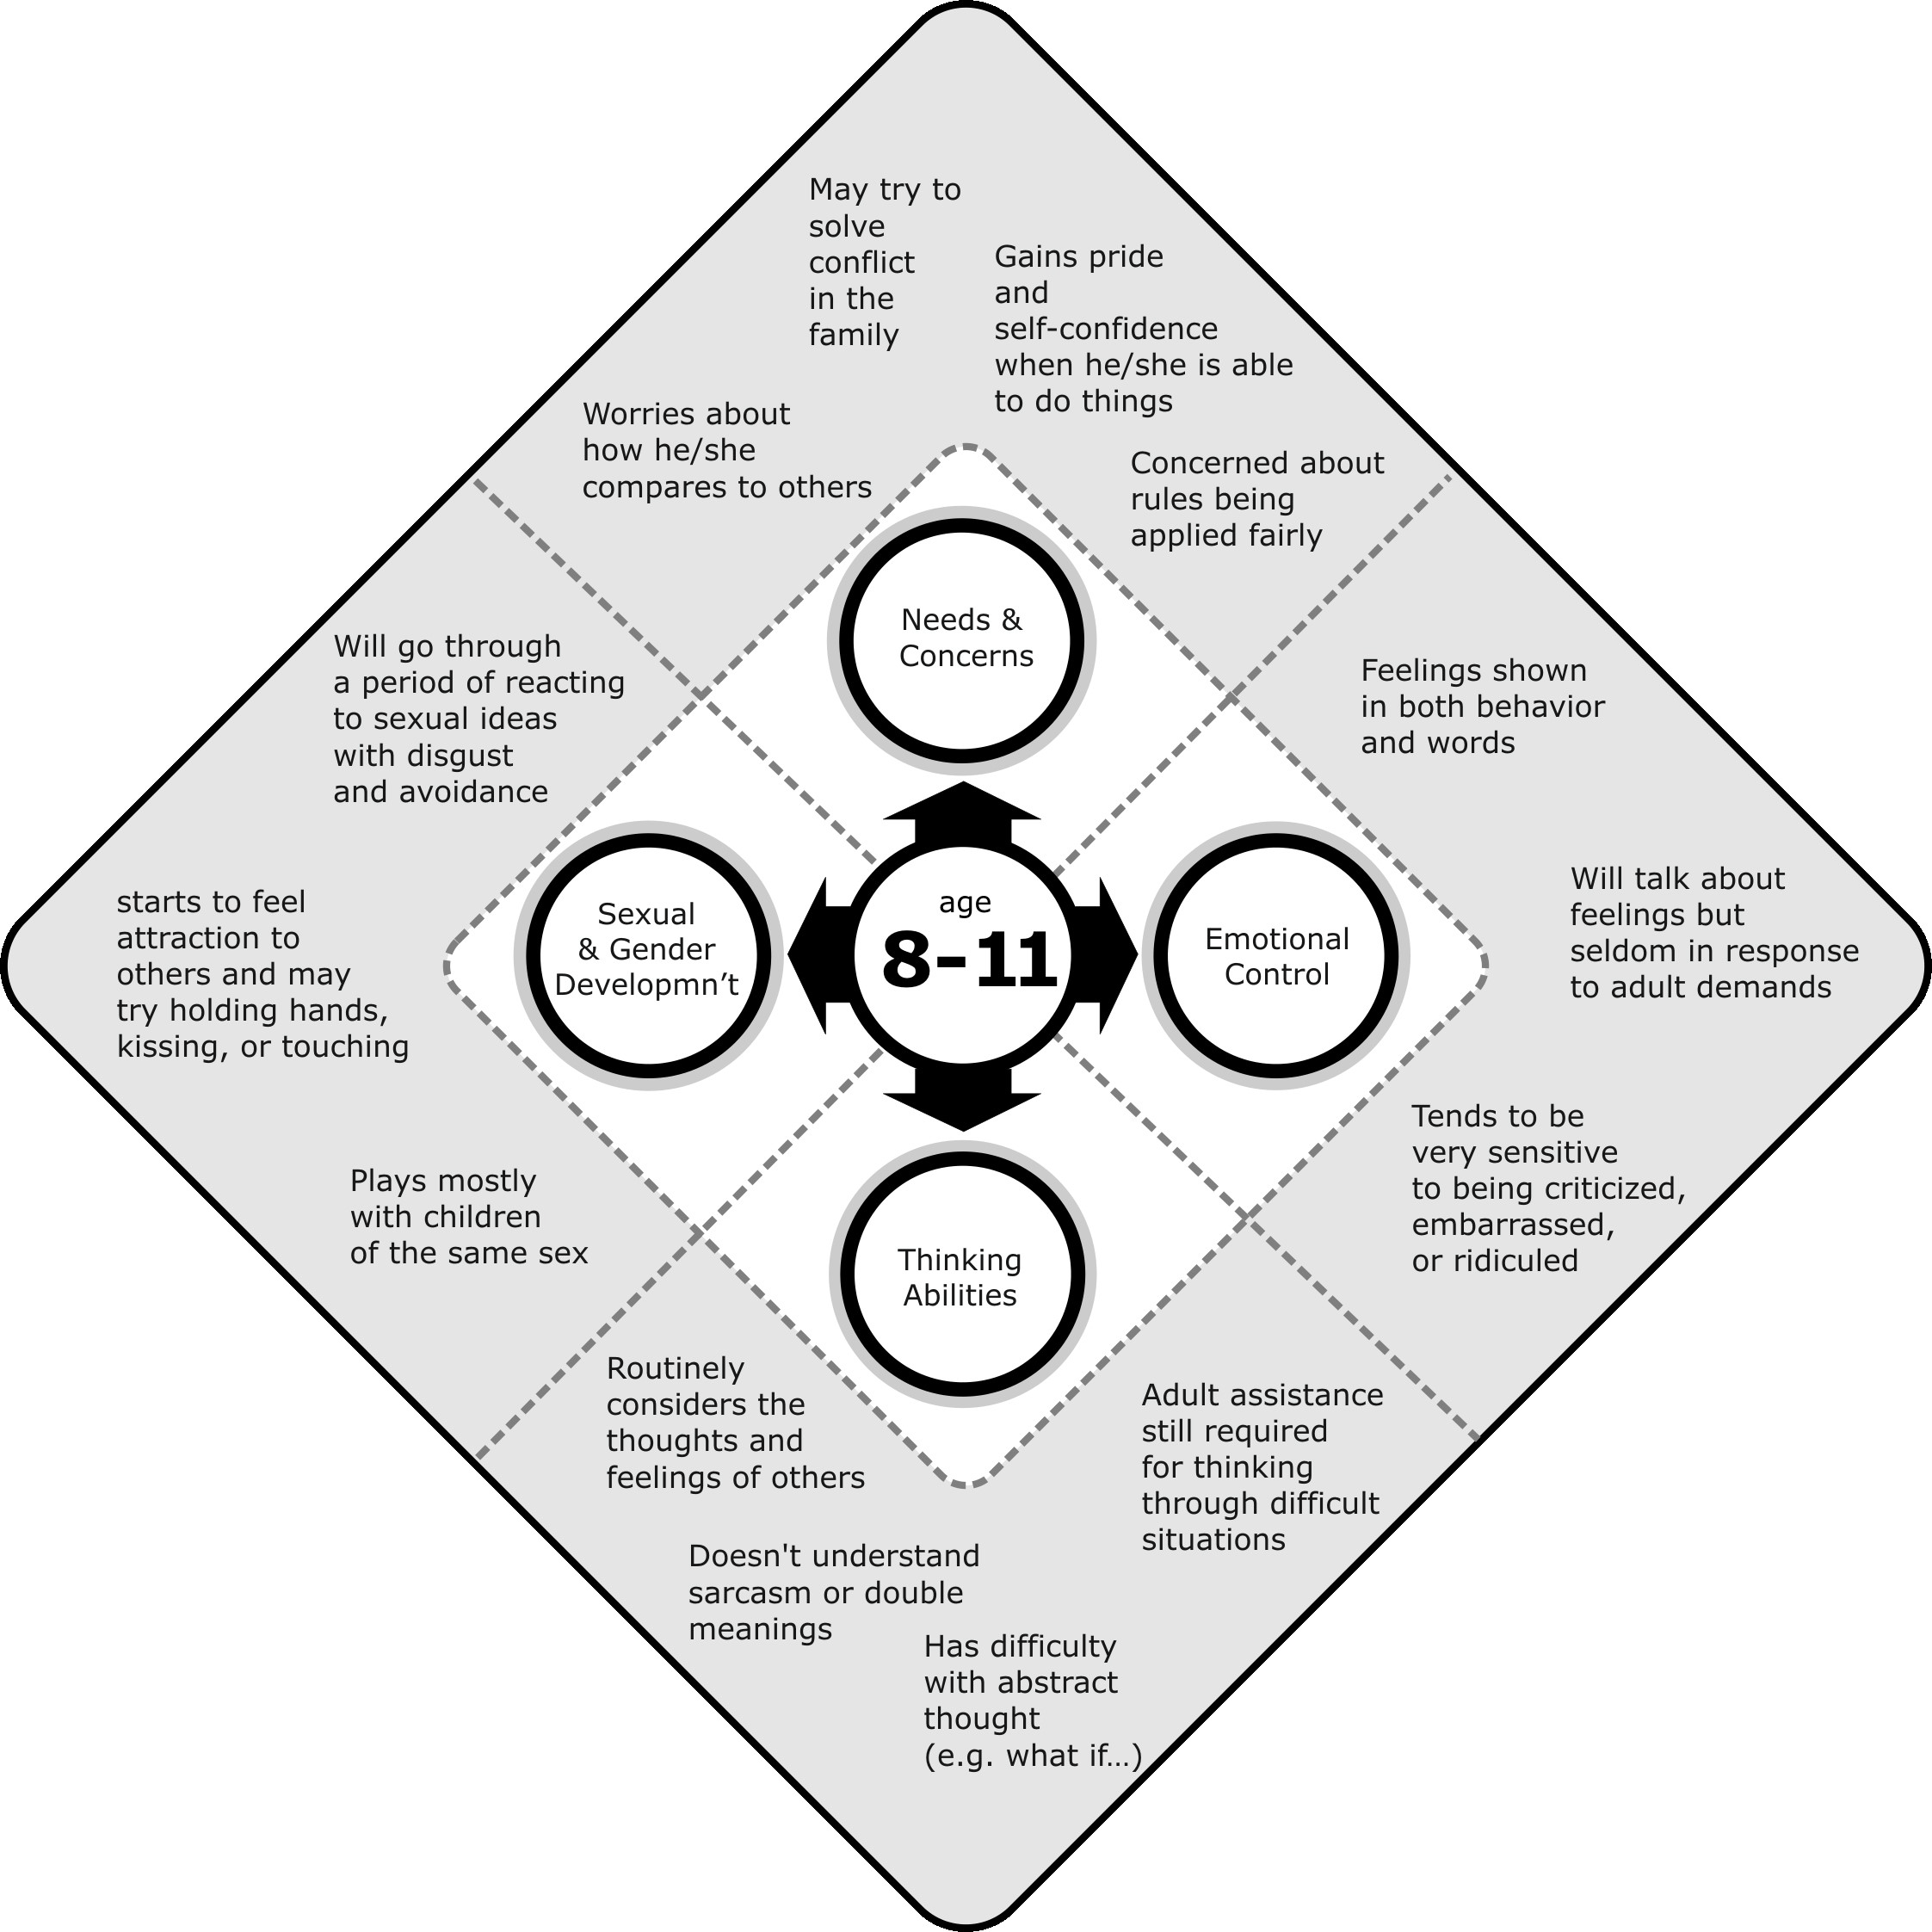 May try to
solve
conflict
in the
family
Gains pride
and
self-confidence
when he/she is able
to do things
Worries about
how he/she
compares to others
Concerned about
rules being
applied fairly
Needs &
Concerns
Will go through
a period of reacting
to sexual ideas
with disgust
and avoidance
Feelings shown
in both behavior
and words
starts to feel
attraction to
others and may
try holding hands,
kissing, or touching
Sexual
& Gender
Developmn’t
age
8-11
Emotional
Control
Will talk about
feelings but
seldom in response
to adult demands
Plays mostly
with children
of the same sex
Tends to be
very sensitive
to being criticized,
embarrassed,
or ridiculed
Thinking
Abilities
Routinely
considers the
thoughts and
feelings of others
Adult assistance
still required
for thinking
through difficult
situations
Doesn't understand
sarcasm or double
meanings
Has difficulty
with abstract
thought
(e.g. what if…)